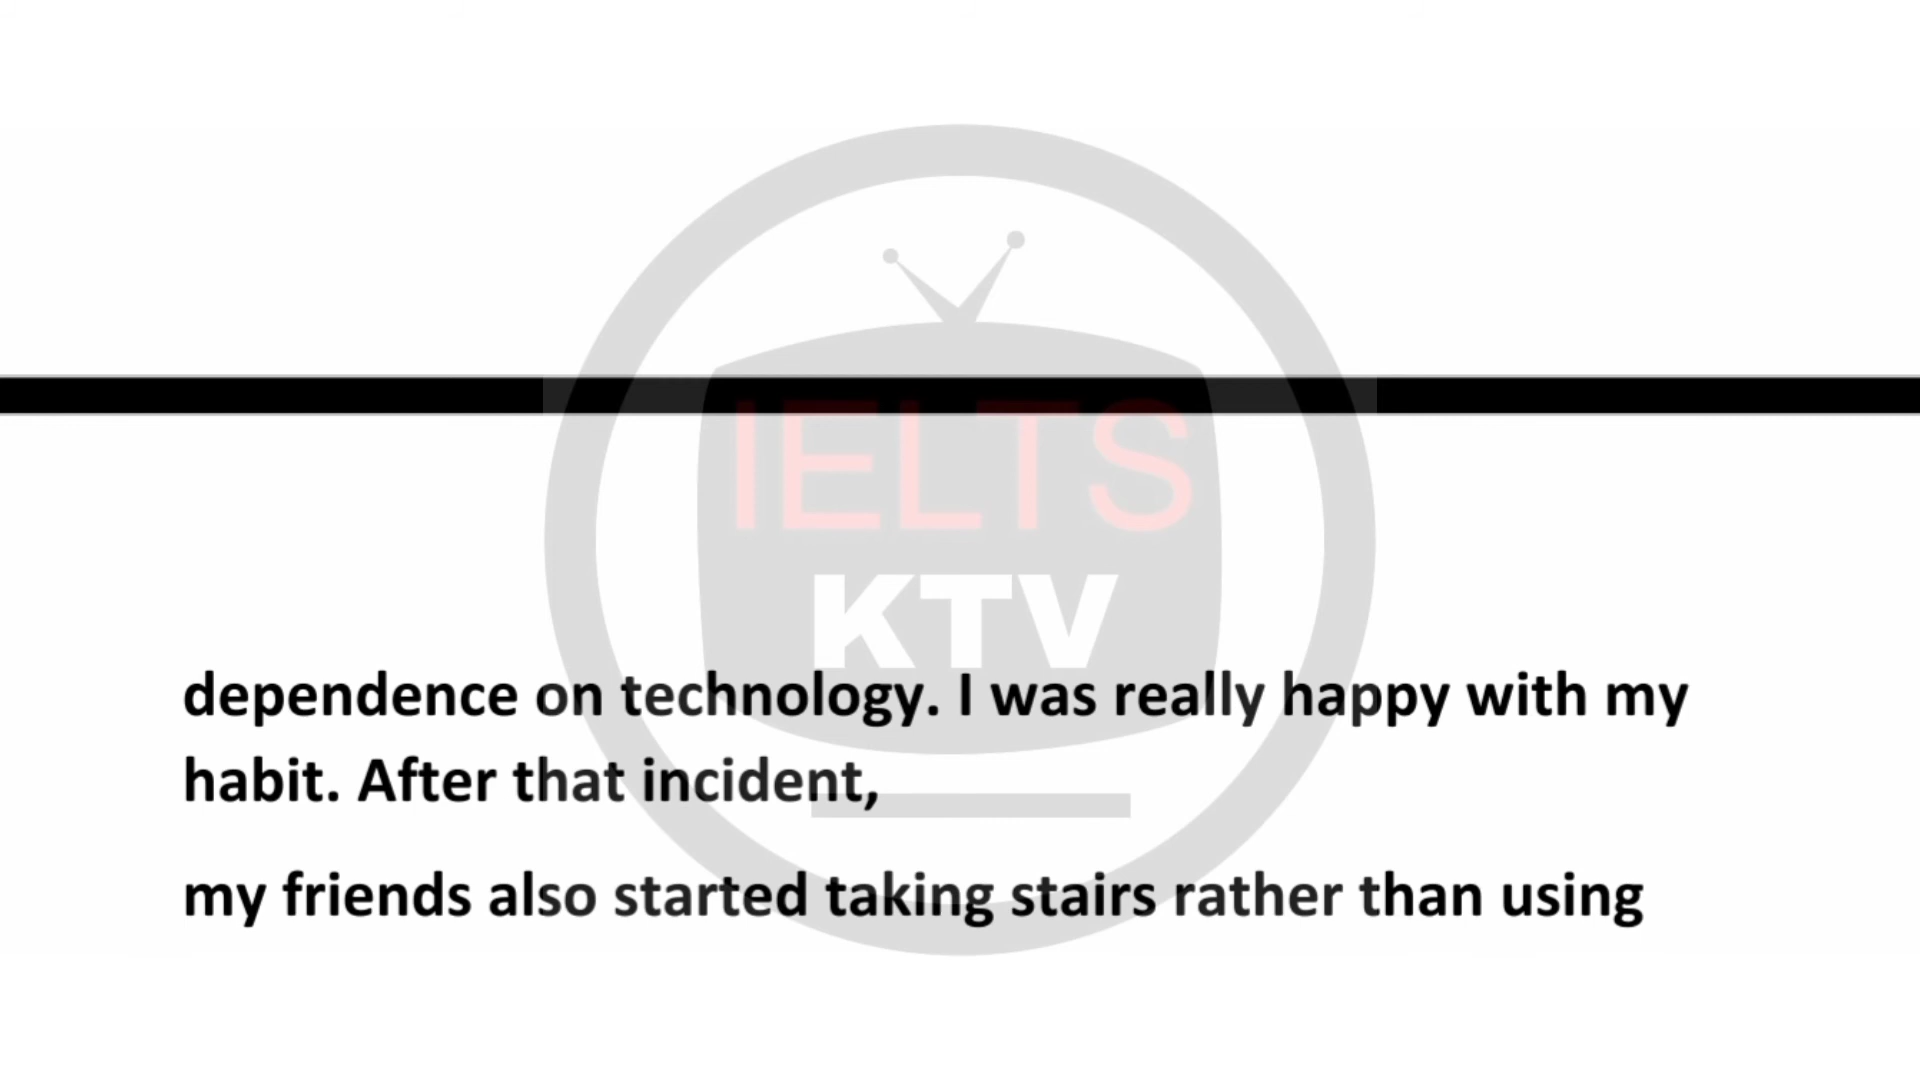 IELTS
KTV
dependence on technology. I was really happy with my
habit. After that incident,
my friends also started taking stairs rather than using